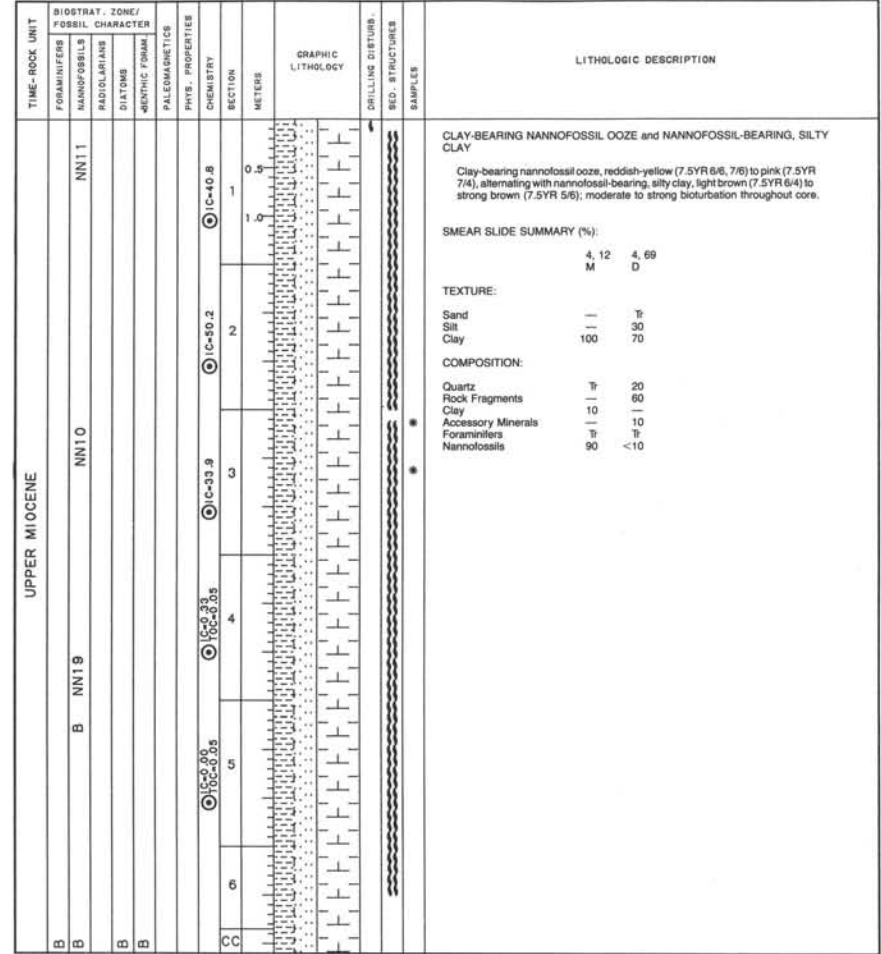 BIOSTRAT. ZONE/
FOSSIL CHARACTER
TIME-ROCK UNIT
FORAMINIFERS
NANNOFOSSILS
RADIOLARIANS
DIATOMS
BENTHIC FORAM.
PALEOMAGNETICS
PHYS. PROPERTIES
CHEMISTRY
SECTION
METERS
GRAPHIC
LITHOLOGY
DRILLING DISTURB.
SED. STRUCTURES
SAMPLES
LITHOLOGIC DESCRIPTION
UPPER MIOCENE
NN11
NN10
NN19
B
B
B
B
B
IC=40.8
IC=50.2
IC=33.9
IC=0.33
TOC=0.05
IC=0.00
TOC=0.05
1
2
3
4
5
6
CC
0.5
1.0
CLAY-BEARING NANNOFOSSIL OOZE and NANNOFOSSIL-BEARING, SILTY
CLAY
Clay-bearing nannofossil ooze, reddish-yellow (7.5YR 6/6, 7/6) to pink (7.5YR
7/4), alternating with nannofossil-bearing, silty clay, light brown (7.5YR 6/4) to
strong brown (7.5YR 5/6); moderate to strong bioturbation throughout core.
SMEAR SLIDE SUMMARY (%):
4, 12 4, 69
M D
TEXTURE:
Sand — Tr
Silt — 30
Clay 100 70
COMPOSITION:
Quartz Tr 20
Rock Fragments — 60
Clay 10 —
Accessory Minerals — 10
Foraminifers Tr Tr
Nannofossils 90 <10